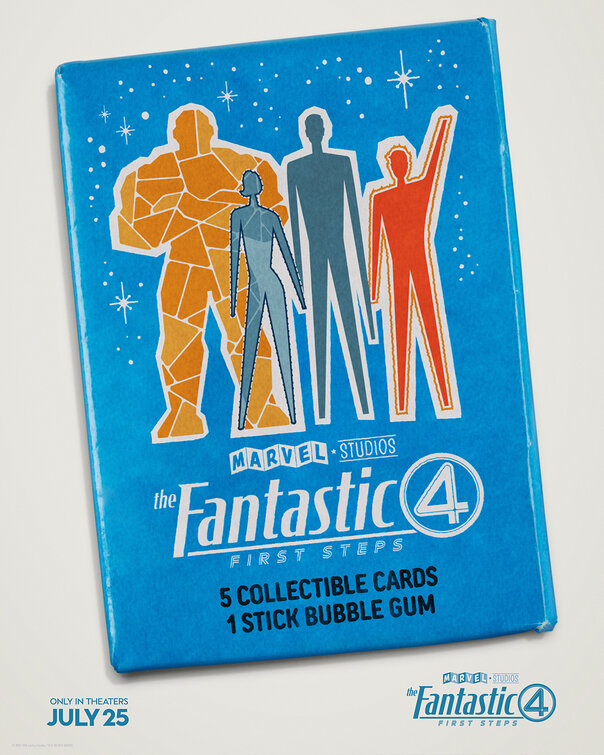 MARVEL STUDIOS
the Fantastic 4
FIRST STEPS
5 COLLECTIBLE CARDS
1 STICK BUBBLE GUM
ONLY IN THEATERS
JULY 25
MARVEL STUDIOS
the Fantastic 4
FIRST STEPS